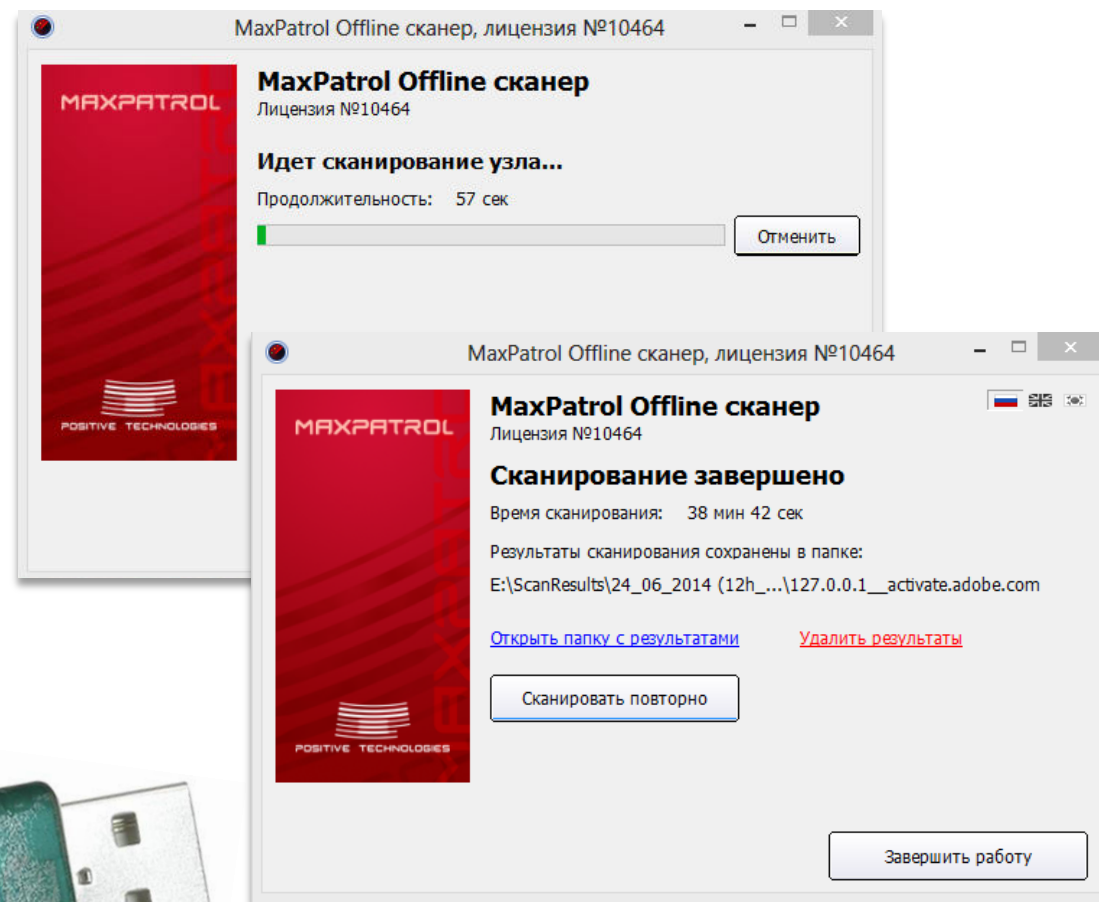 MaxPatrol Offline сканер, лицензия №10464
MAXPATROL
MaxPatrol Offline сканер
Лицензия №10464
Идет сканирование узла...
Продолжительность: 57 сек
Отменить
MAXPATROL
POSITIVE TECHNOLOGIES
MaxPatrol Offline сканер, лицензия №10464
MAXPATROL
MaxPatrol Offline сканер
Лицензия №10464
Сканирование завершено
Время сканирования: 38 мин 42 сек
Результаты сканирования сохранены в папке:
E:\ScanResults\24_06_2014 (12h_...\127.0.0.1__activate.adobe.com
Открыть папку с результатами Удалить результаты
Сканировать повторно
MAXPATROL
POSITIVE TECHNOLOGIES
Завершить работу